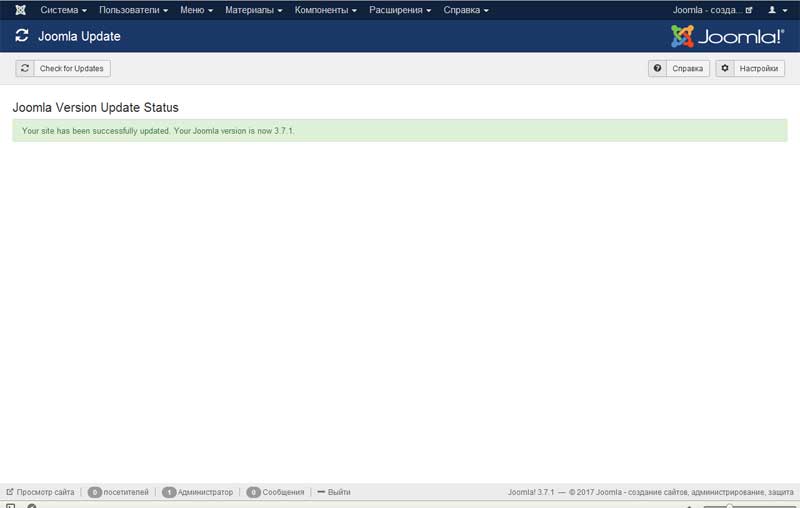 Система Пользователи Меню Материалы Компоненты Расширения Справка Joomla - созда...
Joomla Update Joomla!®
Check for Updates Справка Настройки
Joomla Version Update Status
Your site has been successfully updated. Your Joomla version is now 3.7.1.
Просмотр сайта 0 посетителей 1 Администратор 0 Сообщения Выйти Joomla! 3.7.1 — © 2017 Joomla - создание сайтов, администрирование, защита